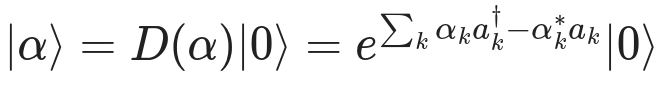 |α⟩ = D(α)|0⟩ = e^{∑_k α_k a_k^† − α_k^* a_k}|0⟩